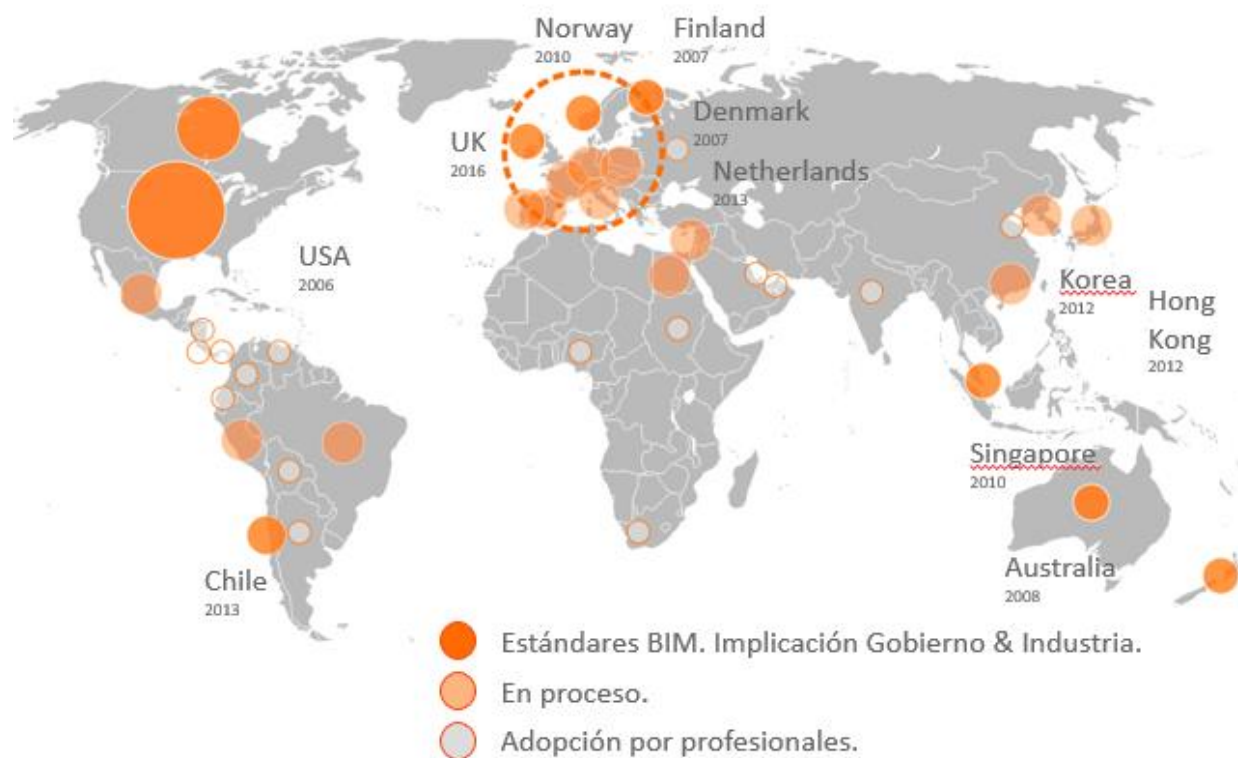 Norway
2010
Finland
2007
Denmark
2007
UK
2016
Netherlands
2013
USA
2006
Korea
2012
Hong
Kong
2012
Singapore
2010
Australia
2008
Chile
2013
Estándares BIM. Implicación Gobierno & Industria.
En proceso.
Adopción por profesionales.